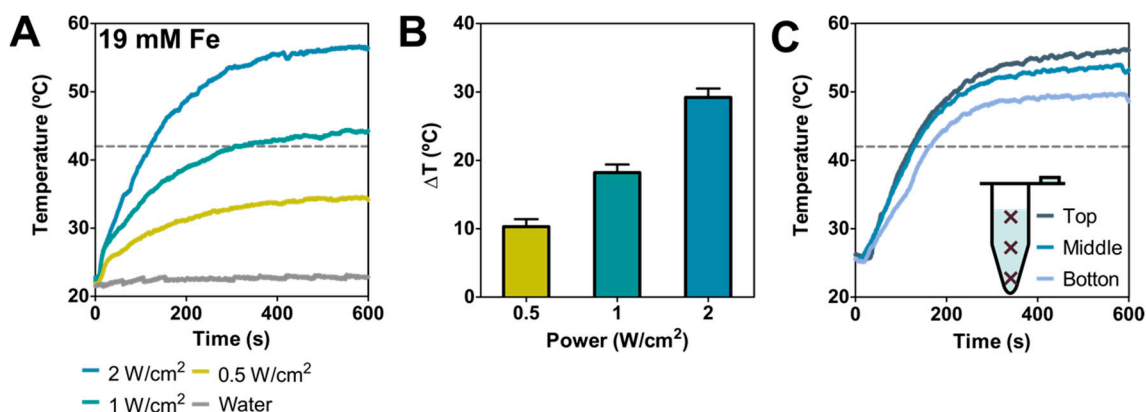 A
19 mM Fe
Temperature (ºC)
60
50
40
30
20
0
200
400
600
Time (s)
2 W/cm²
0.5 W/cm²
1 W/cm²
Water
B
ΔT (ºC)
40
30
20
10
0
0.5
1
2
Power (W/cm²)
C
Temperature (ºC)
60
50
40
30
20
0
200
400
600
Time (s)
Top
Middle
Botton